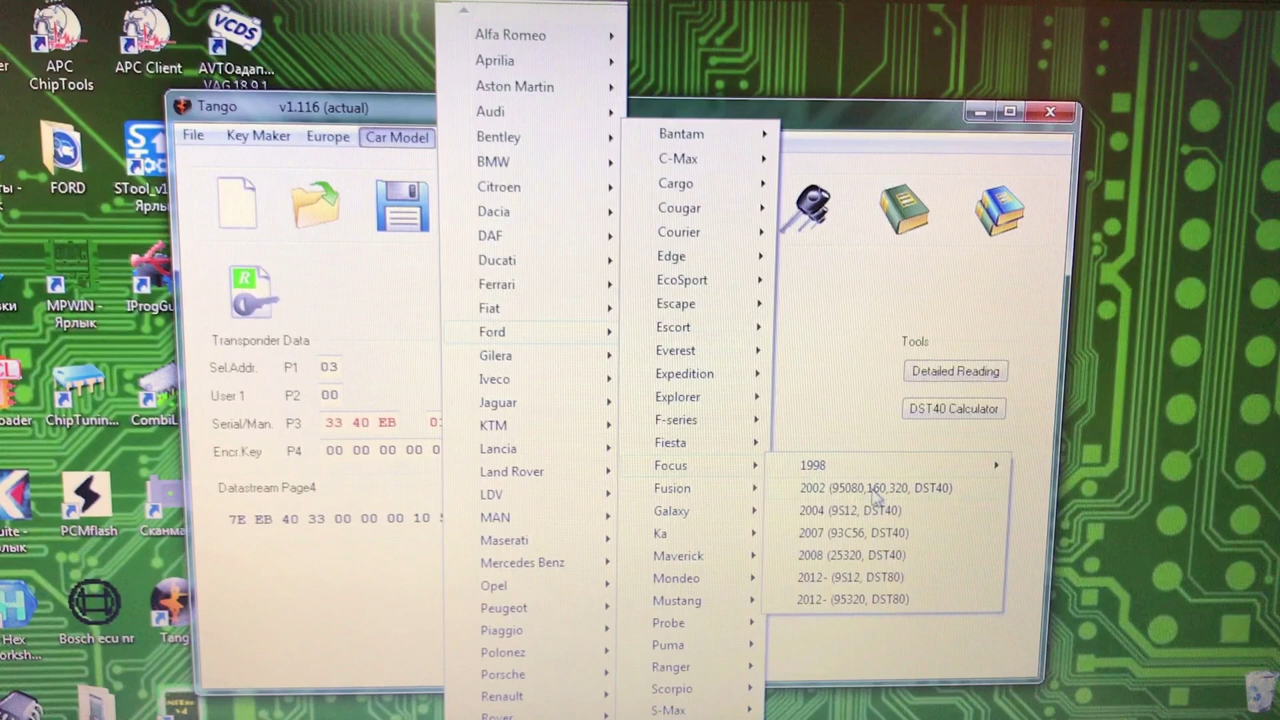 APC
ChipTools
APC Client
VCDS
AVTOадап...
VAG 18.9.1
FORD
STool_v1
Ярлы
MPWIN -
Ярлык
IProgGu
ChipTunin...
CombiL
PCMflash
Сканма
Bosch ecu nr
Tang
Tango v1.116 (actual)
File Key Maker Europe Car Model
R
Transponder Data
Sel.Addr. P1 03
User 1 P2 00
Serial/Man. P3 33 40 EB
Encr.Key P4 00 00 00 00
Datastream Page4
7E EB 40 33 00 00 00 10
Alfa Romeo
Aprilia
Aston Martin
Audi
Bentley
BMW
Citroen
Dacia
DAF
Ducati
Ferrari
Fiat
Ford
Gilera
Iveco
Jaguar
KTM
Lancia
Land Rover
LDV
MAN
Maserati
Mercedes Benz
Opel
Peugeot
Piaggio
Polonez
Porsche
Renault
Rover
Bantam
C-Max
Cargo
Cougar
Courier
Edge
EcoSport
Escape
Escort
Everest
Expedition
Explorer
F-series
Fiesta
Focus
Fusion
Galaxy
Ka
Maverick
Mondeo
Mustang
Probe
Puma
Ranger
Scorpio
S-Max
1998
2002 (95080,160,320, DST40)
2004 (9S12, DST40)
2007 (93C56, DST40)
2008 (25320, DST40)
2012- (9S12, DST80)
2012- (95320, DST80)
Tools
Detailed Reading
DST40 Calculator